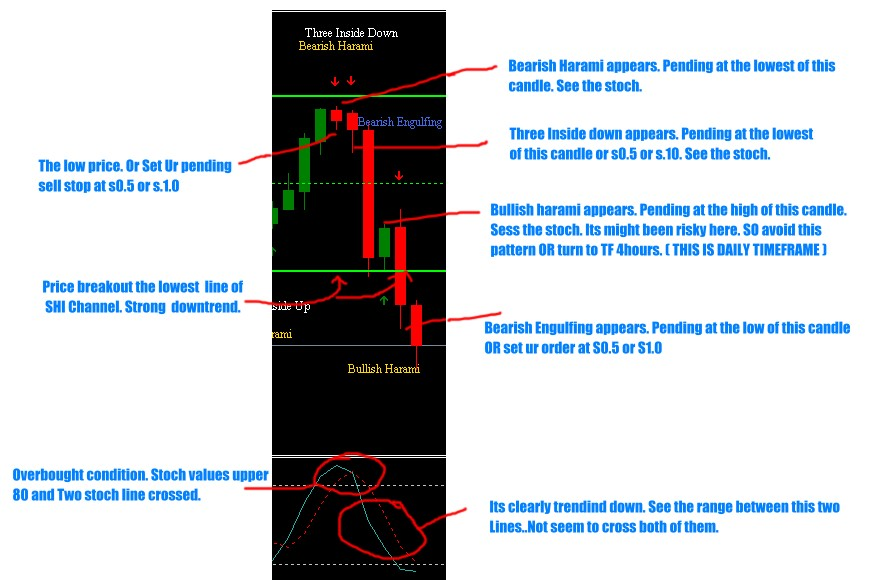 Three Inside Down
Bearish Harami
Bearish Harami appears. Pending at the lowest of this
candle. See the stoch.
Bearish Engulfing
Three Inside down appears. Pending at the lowest
of this candle or s0.5 or s.10. See the stoch.
The low price. Or Set Ur pending
sell stop at s0.5 or s.1.0
Bullish harami appears. Pending at the high of this candle.
Sess the stoch. Its might been risky here. SO avoid this
pattern OR turn to TF 4hours. ( THIS IS DAILY TIMEFRAME )
Price breakout the lowest line of
SHI Channel. Strong downtrend.
side Up
Bearish Engulfing appears. Pending at the low of this candle
OR set ur order at S0.5 or S1.0
rami
Bullish Harami
Overbought condition. Stoch values upper
80 and Two stoch line crossed.
Its clearly trendind down. See the range between this two
Lines..Not seem to cross both of them.